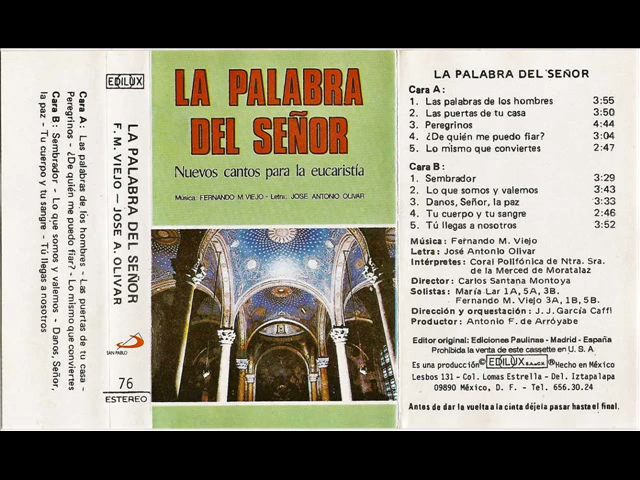 Cara A: Las palabras de los hombres - Las puertas de tu casa -
Peregrinos - ¿De quién me puedo fiar? - Lo mismo que conviertes
Cara B: Sembrador - Lo que somos y valemos - Danos, Señor,
la paz - Tu cuerpo y tu sangre - Tú llegas a nosotros
EDILUX
LA PALABRA DEL SEÑOR
F. M. VIEJO — JOSE A. OLIVAR
SAN PABLO
76
ESTEREO
LA PALABRA
DEL SEÑOR
Nuevos cantos para la eucaristía
Música: FERNANDO M. VIEJO - Letra: JOSE ANTONIO OLIVAR
LA PALABRA DEL SEÑOR
Cara A:
1. Las palabras de los hombres 3:55
2. Las puertas de tu casa 3:50
3. Peregrinos 4:44
4. ¿De quién me puedo fiar? 3:04
5. Lo mismo que conviertes 2:47
Cara B:
1. Sembrador 3:29
2. Lo que somos y valemos 3:43
3. Danos, Señor, la paz 3:33
4. Tu cuerpo y tu sangre 2:46
5. Tú llegas a nosotros 3:52
Música: Fernando M. Viejo
Letra: José Antonio Olivar
Intérpretes: Coral Polifónica de Ntra. Sra.
de la Merced de Moratalaz
Director: Carlos Santana Montoya
Solistas: María Lar 1A, 5A, 3B.
Fernando M. Viejo 3A, 1B, 5B.
Dirección y orquestación: J. J. García Caffi
Productor: Antonio F. de Arróyabe
Editor original: Ediciones Paulinas - Madrid - España
Prohibida la venta de este cassette en U. S. A.
Es una producción © EDILUX S.A. DE C.V. ® Hecho en México
Lesbos 131 - Col. Lomas Estrella - Del. Iztapalapa
09890 México, D. F. - Tel. 656.30.24
Antes de dar la vuelta a la cinta déjela pasar hasta el final.